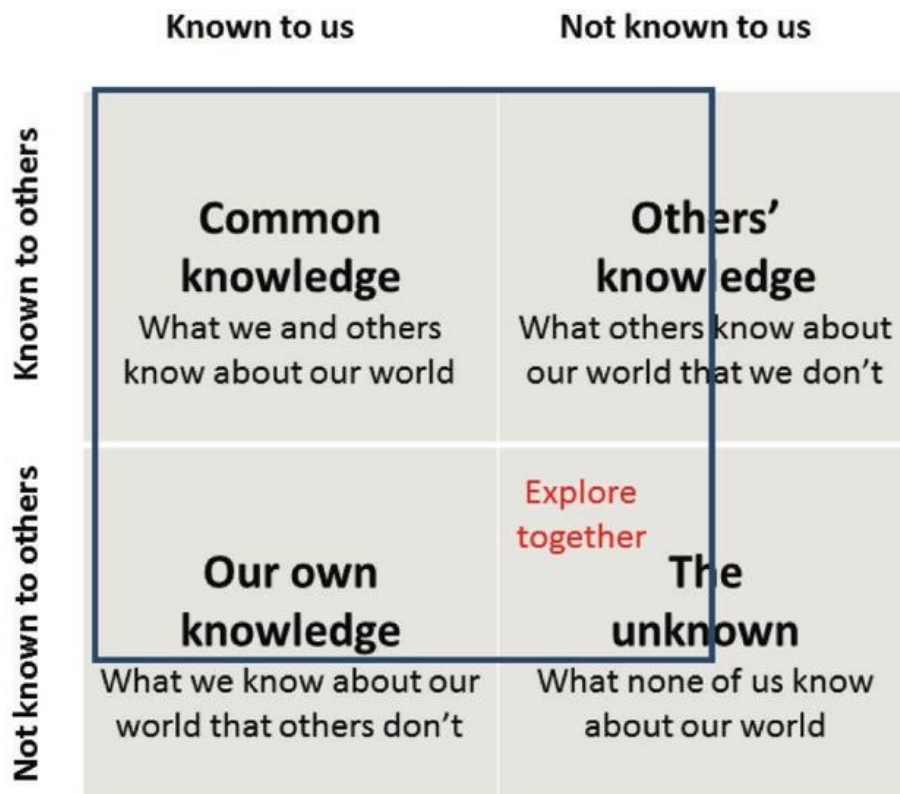 Known to us
Not known to us
Known to others
Common
knowledge
What we and others
know about our world
Others’
knowledge
What others know about
our world that we don’t
Not known to others
Our own
knowledge
What we know about our
world that others don’t
Explore
together
The
unknown
What none of us know
about our world